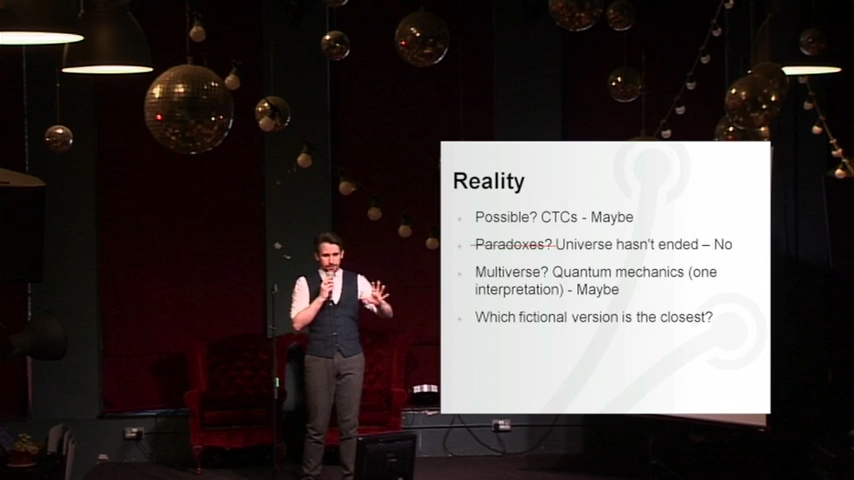 Reality
Possible? CTCs - Maybe
Paradoxes? Universe hasn't ended – No
Multiverse? Quantum mechanics (one
interpretation) - Maybe
Which fictional version is the closest?